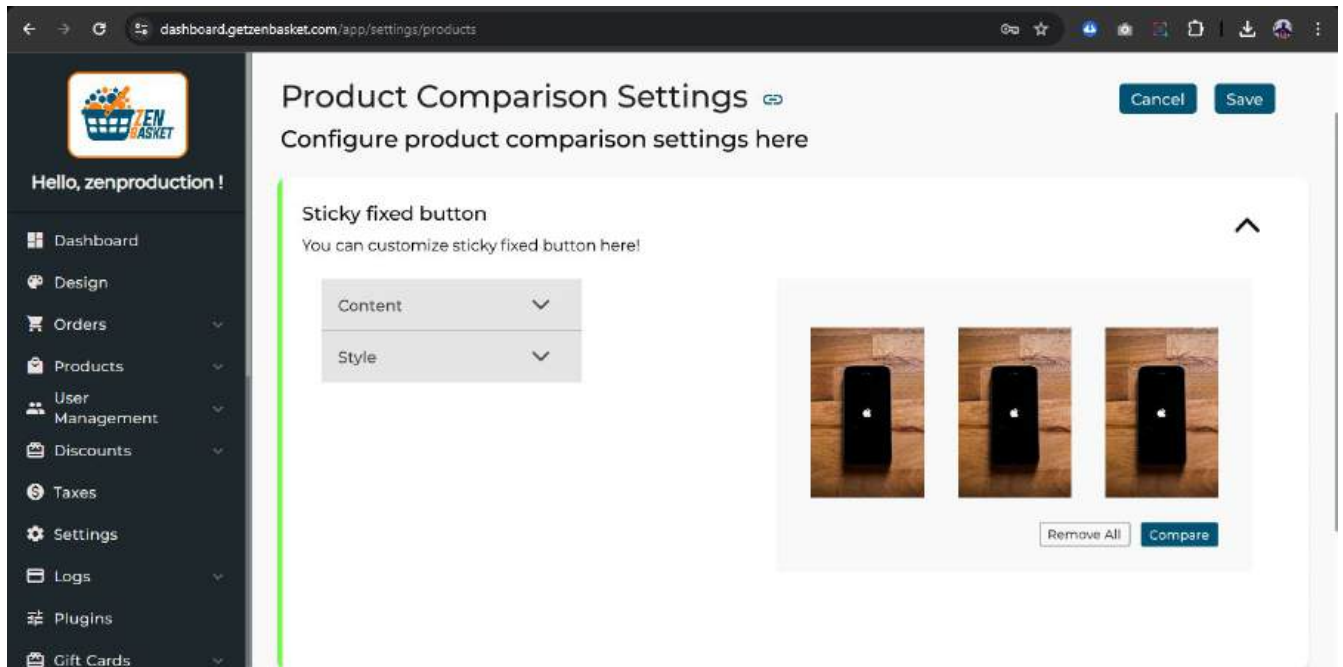 dashboard.getzenbasket.com/app/settings/products
ZEN
BASKET
Hello, zenproduction !
Dashboard
Design
Orders
Products
User
Management
Discounts
Taxes
Settings
Logs
Plugins
Gift Cards
Product Comparison Settings
Cancel
Save
Configure product comparison settings here
Sticky fixed button
You can customize sticky fixed button here!
Content
Style
Remove All
Compare